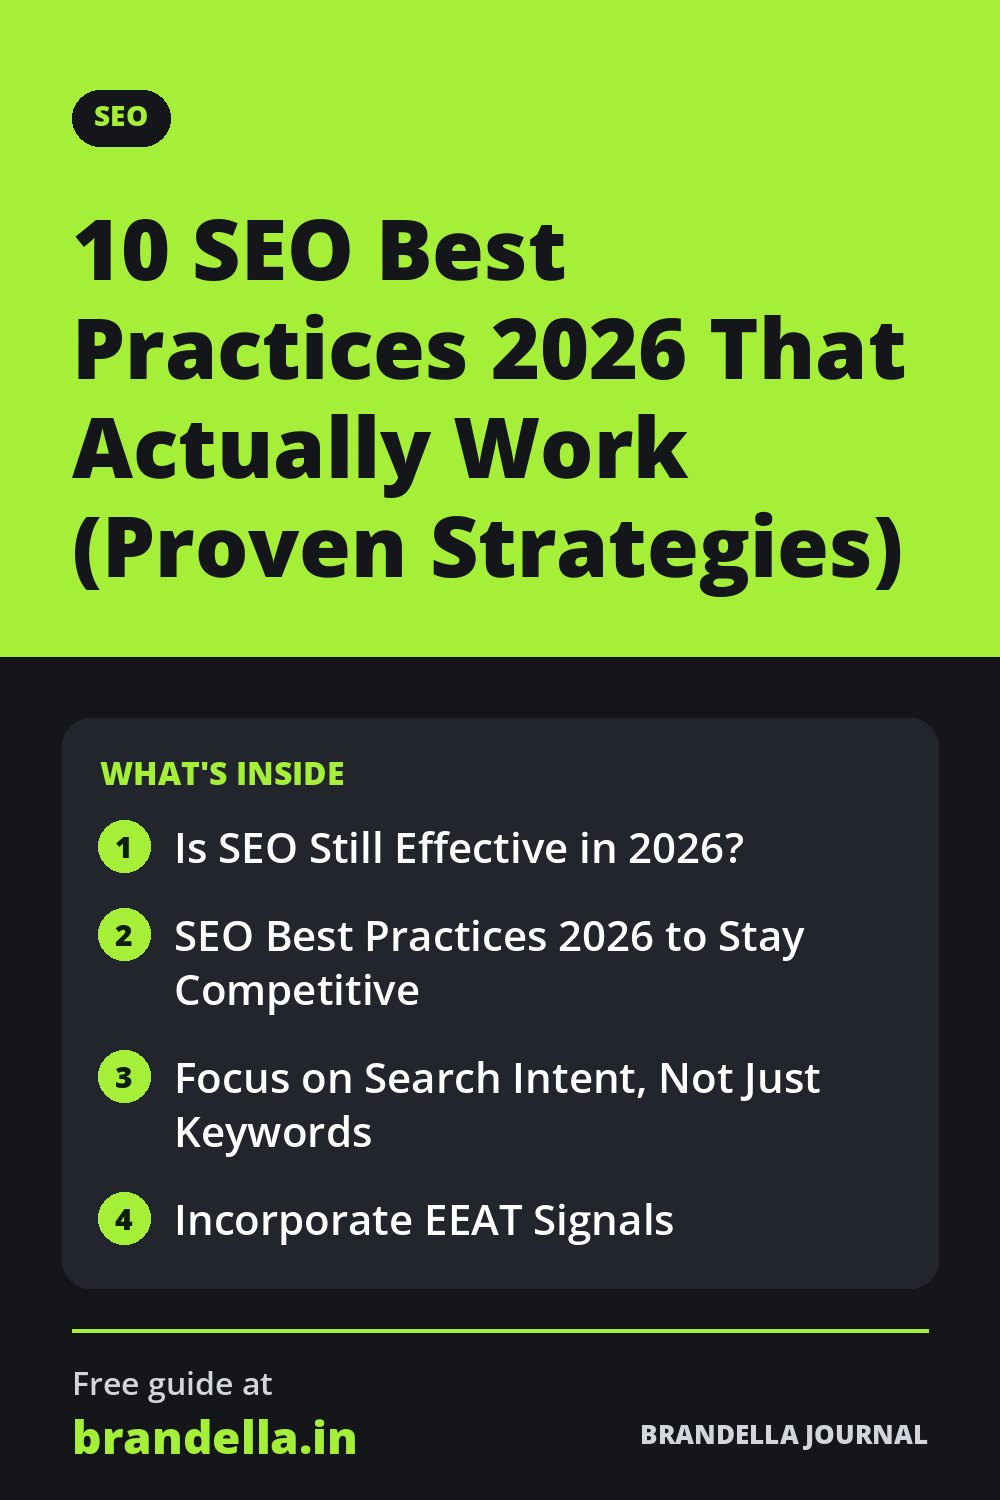 SEO
10 SEO Best
Practices 2026 That
Actually Work
(Proven Strategies)
WHAT'S INSIDE
1 Is SEO Still Effective in 2026?
2 SEO Best Practices 2026 to Stay
Competitive
3 Focus on Search Intent, Not Just
Keywords
4 Incorporate EEAT Signals
Free guide at
brandella.in
BRANDELLA JOURNAL